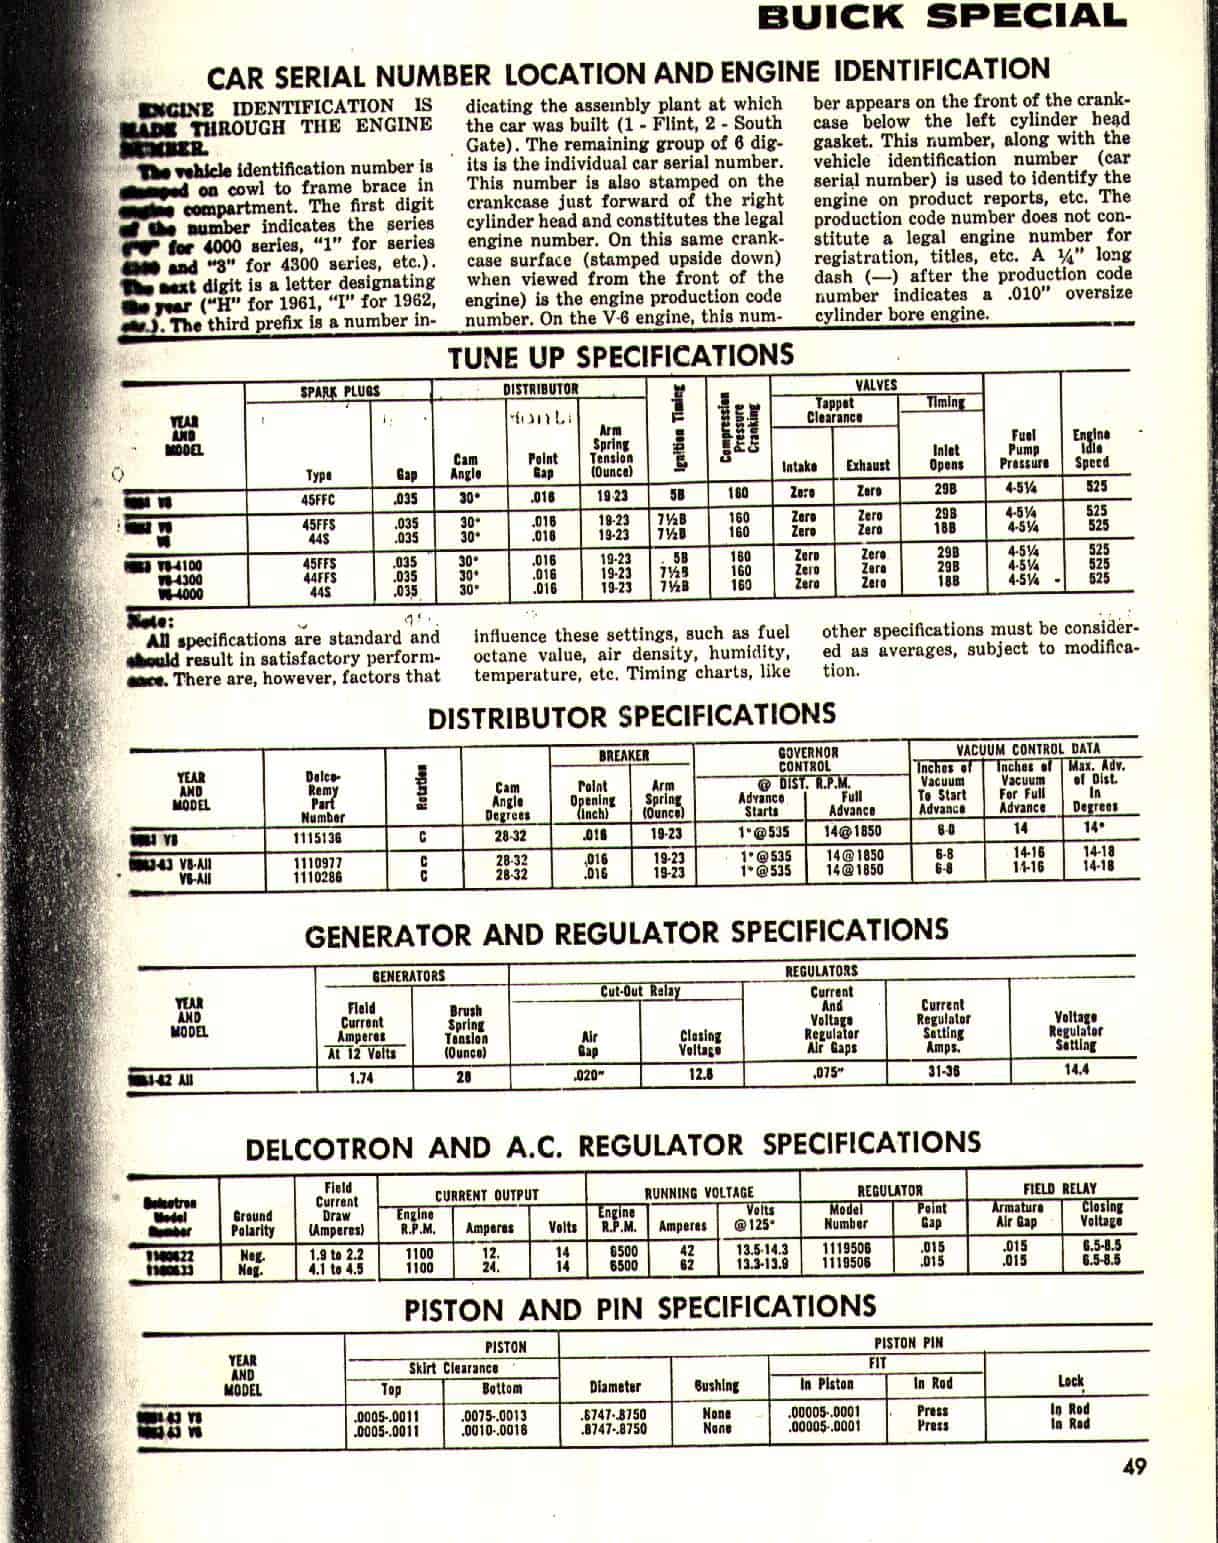 BUICK SPECIAL
CAR SERIAL NUMBER LOCATION AND ENGINE IDENTIFICATION
ENGINE IDENTIFICATION IS
MADE THROUGH THE ENGINE
NUMBER.
The vehicle identification number is
stamped on cowl to frame brace in
engine compartment. The first digit
of the number indicates the series
for 4000 series, "1" for series
and "3" for 4300 series, etc.).
The next digit is a letter designating
the year ("H" for 1961, "I" for 1962,
etc.). The third prefix is a number in-
dicating the assembly plant at which
the car was built (1 - Flint, 2 - South
Gate). The remaining group of 6 dig-
its is the individual car serial number.
This number is also stamped on the
crankcase just forward of the right
cylinder head and constitutes the legal
engine number. On this same crank-
case surface (stamped upside down)
when viewed from the front of the
engine) is the engine production code
number. On the V-6 engine, this num-
ber appears on the front of the crank-
case below the left cylinder head
gasket. This number, along with the
vehicle identification number (car
serial number) is used to identify the
engine on product reports, etc. The
production code number does not con-
stitute a legal engine number for
registration, titles, etc. A ¼" long
dash (—) after the production code
number indicates a .010" oversize
cylinder bore engine.
TUNE UP SPECIFICATIONS
YEAR AND MODEL
SPARK PLUGS
Type
Gap
DISTRIBUTOR
Cam Angle
Point Gap
Arm Spring Tension (Ounce)
Ignition Timing
Compression Pressure Cranking
VALVES
Tappet Clearance
Intake
Exhaust
Timing
Inlet Opens
Fuel Pump Pressure
Engine Idle Speed
V8 45FFC .035 30° .016 19-23 5B 160 Zero Zero 29B 4-5¼ 525
V8 45FFS .035 30° .016 19-23 7½B 160 Zero Zero 29B 4-5¼ 525
V6 44S .035 30° .016 19-23 7½B 160 Zero Zero 18B 4-5¼ 525
V8-4100 45FFS .035 30° .016 19-23 5B 160 Zero Zero 29B 4-5¼ 525
V8-4300 44FFS .035 30° .016 19-23 7½B 160 Zero Zero 29B 4-5¼ 525
V6-4000 44S .035 30° .016 19-23 7½B 160 Zero Zero 18B 4-5¼ 525
Note:
All specifications are standard and
should result in satisfactory perform-
ance. There are, however, factors that
influence these settings, such as fuel
octane value, air density, humidity,
temperature, etc. Timing charts, like
other specifications must be consider-
ed as averages, subject to modifica-
tion.
DISTRIBUTOR SPECIFICATIONS
YEAR AND MODEL
Delco-Remy Part Number
Rotation
Cam Angle Degrees
BREAKER
Point Opening (Inch)
Arm Spring (Ounce)
GOVERNOR CONTROL
@ DIST. R.P.M.
Advance Starts
Full Advance
VACUUM CONTROL DATA
Inches of Vacuum To Start Advance
Inches of Vacuum For Full Advance
Max. Adv. of Dist. In Degrees
V8 1115136 C 28-32 .016 19-23 1°@535 14@1850 14 14°
V8-All 1110977 C 28-32 .016 19-23 1°@535 14@1850 6-8 14-16 14-18
V6-All 1110286 C 28-32 .016 19-23 1°@535 14@1850 6-8 14-16 14-18
GENERATOR AND REGULATOR SPECIFICATIONS
YEAR AND MODEL
GENERATORS
Field Current Amperes
At 12 Volts
Brush Spring Tension (Ounce)
REGULATORS
Cut-Out Relay
Air Gap
Closing Voltage
Current And Voltage Regulator Air Gaps
Current Regulator Setting Amps.
Voltage Regulator Setting
1961-62 All 1.74 28 .020" 12.8 .075" 31-36 14.4
DELCOTRON AND A.C. REGULATOR SPECIFICATIONS
Delcotron Model Number
Ground Polarity
Field Current Draw (Amperes)
CURRENT OUTPUT
Engine R.P.M.
Amperes
Volts
RUNNING VOLTAGE
Engine R.P.M.
Amperes
Volts @125°
REGULATOR
Model Number
Point Gap
FIELD RELAY
Armature Air Gap
Closing Voltage
1100622 Neg. 1.9 to 2.2 1100 12. 14 6500 42 13.5-14.3 1119506 .015 .015 6.5-8.5
1100633 Neg. 4.1 to 4.5 1100 24. 14 6500 62 13.3-13.9 1119506 .015 .015 6.5-8.5
PISTON AND PIN SPECIFICATIONS
YEAR AND MODEL
PISTON
Skirt Clearance
Top
Bottom
PISTON PIN
Diameter
Bushing
FIT
In Piston
In Rod
Lock
1961-63 V8 .0005-.0011 .0075-.0013 .8747-.8750 None .00005-.0001 Press In Rod
1962-63 V6 .0005-.0011 .0010-.0016 .8747-.8750 None .00005-.0001 Press In Rod
49